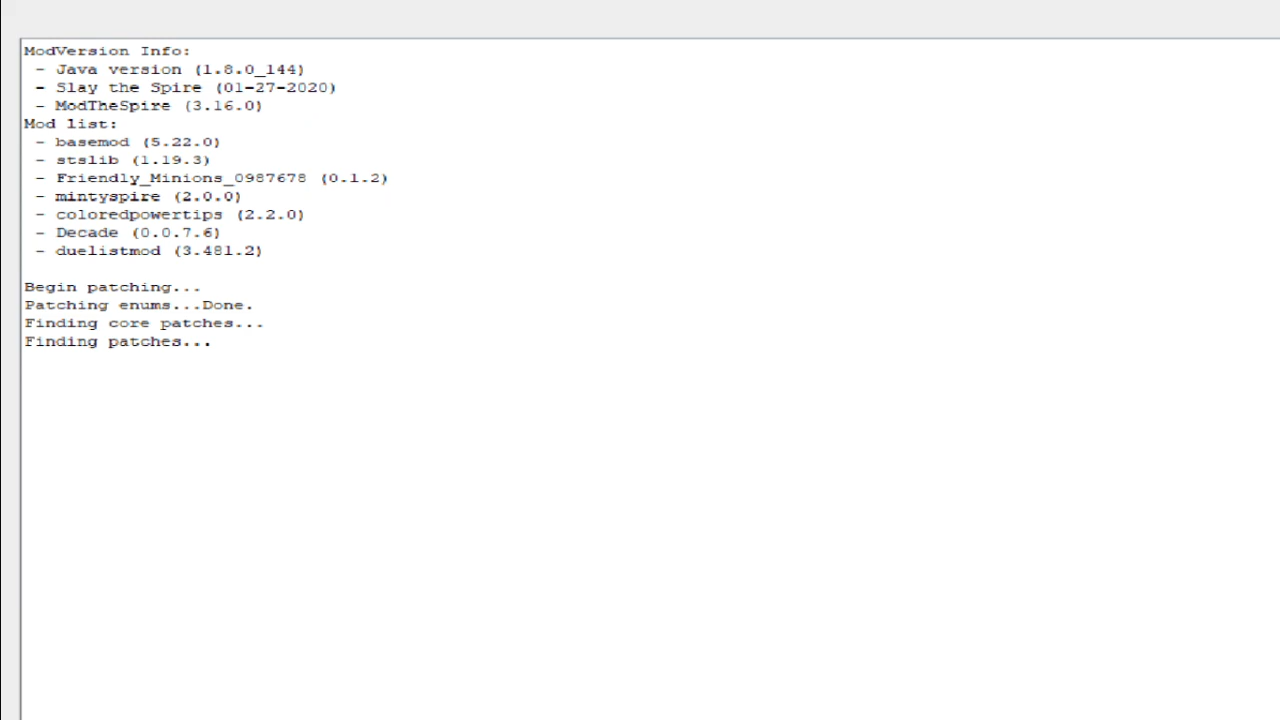 ModVersion Info:
- Java version (1.8.0_144)
- Slay the Spire (01-27-2020)
- ModTheSpire (3.16.0)
Mod list:
- basemod (5.22.0)
- stslib (1.19.3)
- Friendly_Minions_0987678 (0.1.2)
- mintyspire (2.0.0)
- coloredpowertips (2.2.0)
- Decade (0.0.7.6)
- duelistmod (3.481.2)
Begin patching...
Patching enums...Done.
Finding core patches...
Finding patches...